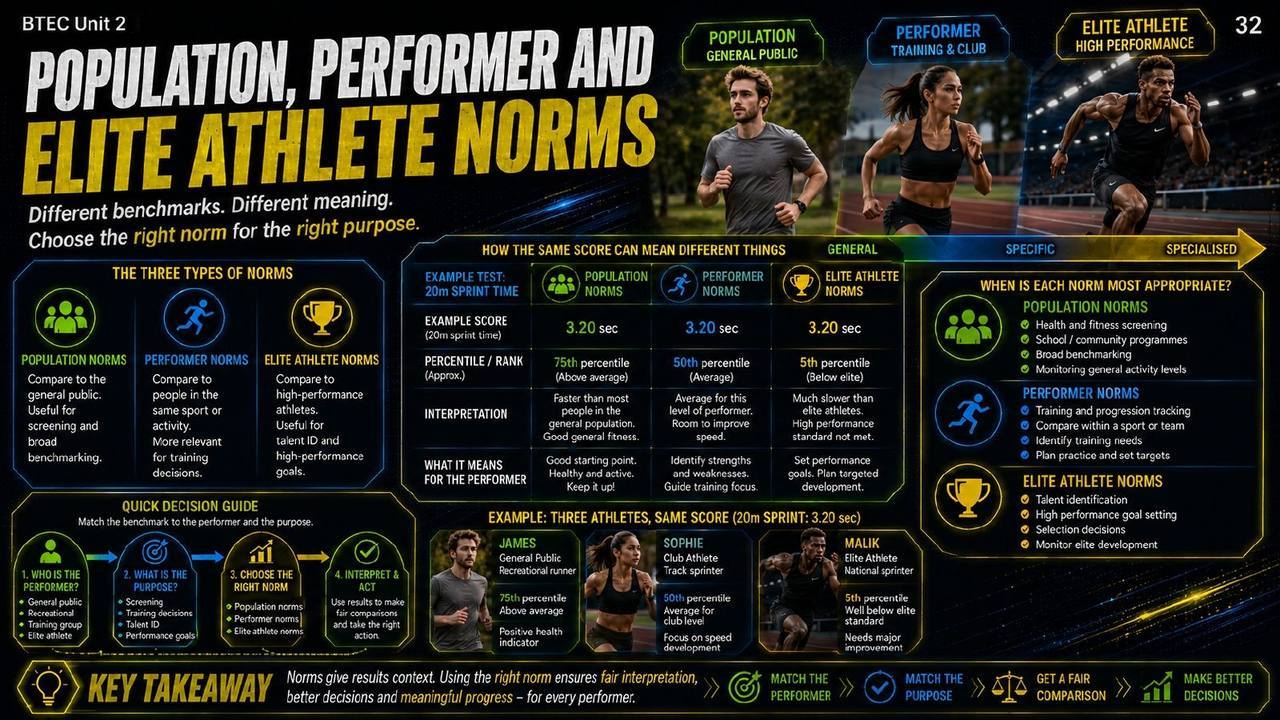 BTEC Unit 2
32
POPULATION, PERFORMER AND
ELITE ATHLETE NORMS
Different benchmarks. Different meaning.
Choose the right norm for the right purpose.
POPULATION
GENERAL PUBLIC
PERFORMER
TRAINING & CLUB
ELITE ATHLETE
HIGH PERFORMANCE
GENERAL
SPECIFIC
SPECIALISED
THE THREE TYPES OF NORMS
POPULATION NORMS
Compare to the
general public.
Useful for
screening and
broad
benchmarking.
PERFORMER NORMS
Compare to
people in the
same sport or
activity.
More relevant
for training
decisions.
ELITE ATHLETE NORMS
Compare to
high-performance
athletes.
Useful for
talent ID and
high-performance
goals.
HOW THE SAME SCORE CAN MEAN DIFFERENT THINGS
EXAMPLE TEST:
20m SPRINT TIME
POPULATION
NORMS
PERFORMER
NORMS
ELITE ATHLETE
NORMS
EXAMPLE SCORE
(20m sprint time)
3.20 sec
3.20 sec
3.20 sec
PERCENTILE / RANK
(Approx.)
75th percentile
(Above average)
50th percentile
(Average)
5th percentile
(Below elite)
INTERPRETATION
Faster than most
people in the
general population.
Good general fitness.
Average for this
level of performer.
Room to improve
speed.
Much slower than
elite athletes.
High performance
standard not met.
WHAT IT MEANS
FOR THE PERFORMER
Good starting point.
Healthy and active.
Keep it up!
Identify strengths
and weaknesses.
Guide training focus.
Set performance
goals. Plan targeted
development.
WHEN IS EACH NORM MOST APPROPRIATE?
POPULATION NORMS
Health and fitness screening
School / community programmes
Broad benchmarking
Monitoring general activity levels
PERFORMER NORMS
Training and progression tracking
Compare within a sport or team
Identify training needs
Plan practice and set targets
ELITE ATHLETE NORMS
Talent identification
High performance goal setting
Selection decisions
Monitor elite development
QUICK DECISION GUIDE
Match the benchmark to the performer and the purpose.
1. WHO IS THE
PERFORMER?
General public
Recreational
Training group
Elite athlete
2. WHAT IS THE
PURPOSE?
Screening
Training decisions
Talent ID
Performance goals
3. CHOOSE THE
RIGHT NORM
Population norms
Performer norms
Elite athlete norms
4. INTERPRET &
ACT
Use results to make
fair comparisons
and take the right
action.
EXAMPLE: THREE ATHLETES, SAME SCORE (20m SPRINT: 3.20 sec)
JAMES
General Public
Recreational runner
75th percentile
Above average
Positive health
indicator
SOPHIE
Club Athlete
Track sprinter
50th percentile
Average for
club level
Focus on speed
development
MALIK
Elite Athlete
National sprinter
5th percentile
Well below elite
standard
Needs major
improvement
KEY TAKEAWAY
Norms give results context. Using the right norm ensures fair interpretation,
better decisions and meaningful progress – for every performer.
MATCH THE
PERFORMER
MATCH THE
PURPOSE
GET A FAIR
COMPARISON
MAKE BETTER
DECISIONS